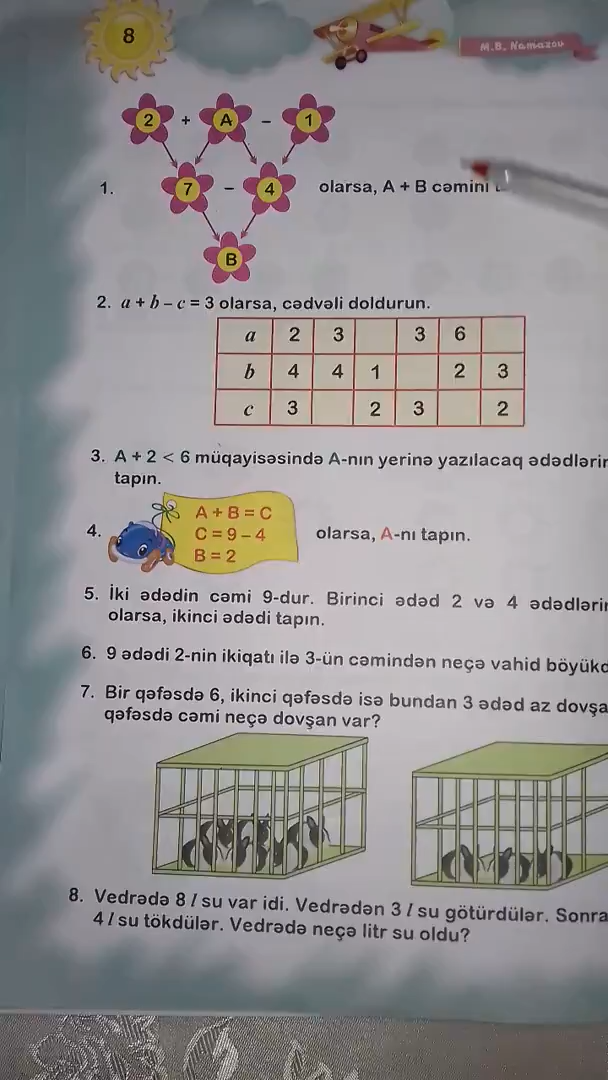 8
M.B. Namazov
2 + A - 1
1. 7 - 4 olarsa, A + B cəmini
B
2. a + b – c = 3 olarsa, cədvəli doldurun.
a 2 3 3 6
b 4 4 1 2 3
c 3 2 3 2
3. A + 2 < 6 müqayisəsində A-nın yerinə yazılacaq ədədlərin
tapın.
A + B = C
4. C = 9 – 4 olarsa, A-nı tapın.
B = 2
5. İki ədədin cəmi 9-dur. Birinci ədəd 2 və 4 ədədlərin
olarsa, ikinci ədədi tapın.
6. 9 ədədi 2-nin ikiqatı ilə 3-ün cəmindən neçə vahid
7. Bir qəfəsdə 6, ikinci qəfəsdə isə bundan 3 ədəd az
qəfəsdə cəmi neçə dovşan var?
8. Vedrədə 8 l su var idi. Vedrədən 3 l su götürdülər. Sonra
4 l su tökdülər. Vedrədə neçə litr su oldu?